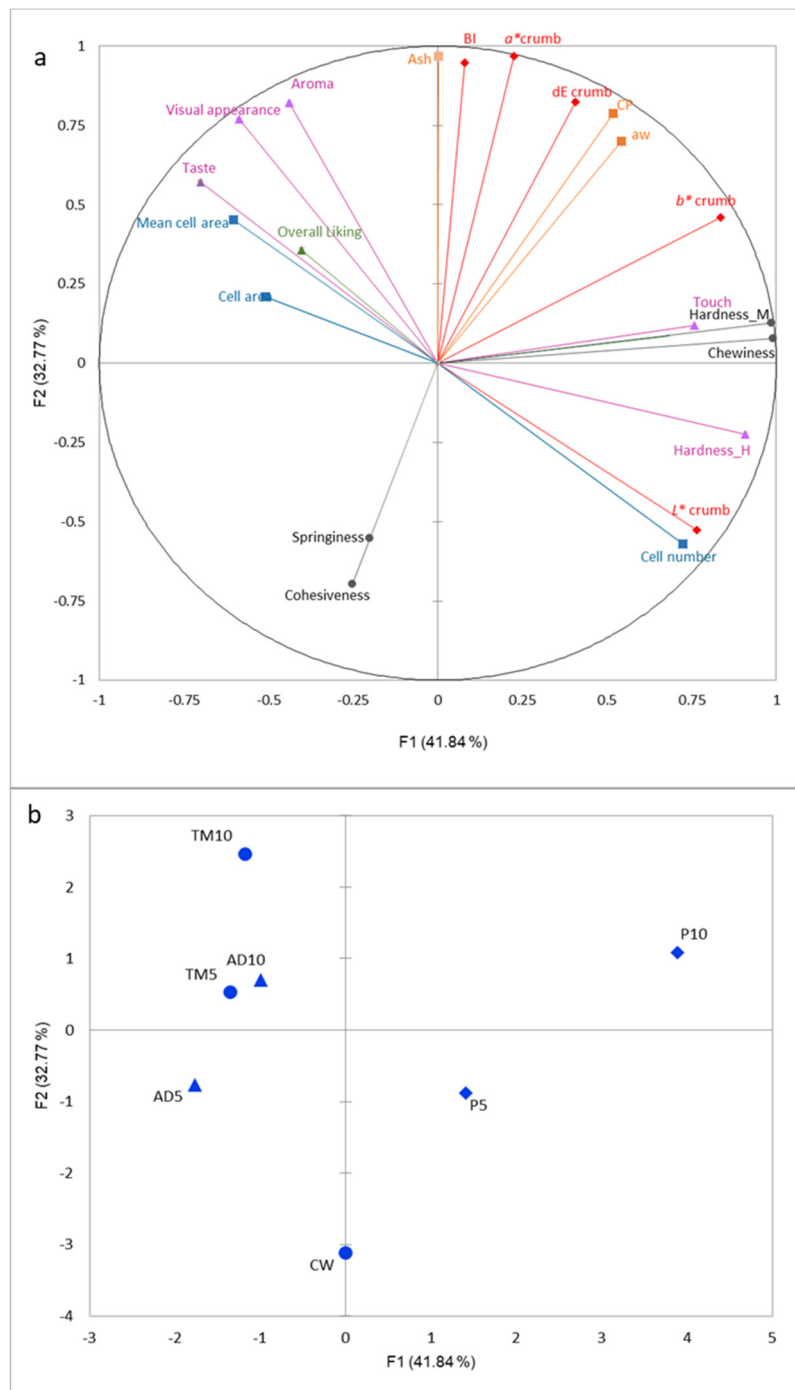 a
1
BI
a*crumb
Ash
Aroma
dE crumb
Visual appearance
CP
0.75
aw
Taste
0.5
Mean cell area
b* crumb
Overall Liking
0.25
Cell area
Touch
Hardness_M
Chewiness
0
F2 (32.77 %)
-0.25
Hardness_H
-0.5
L* crumb
Springiness
Cell number
Cohesiveness
-0.75
-1
-1 -0.75 -0.5 -0.25 0 0.25 0.5 0.75 1
F1 (41.84 %)
b
3
TM10
2
P10
AD10
1
TM5
0
F2 (32.77 %)
-1
AD5
P5
-2
-3
CW
-4
-3 -2 -1 0 1 2 3 4 5
F1 (41.84 %)